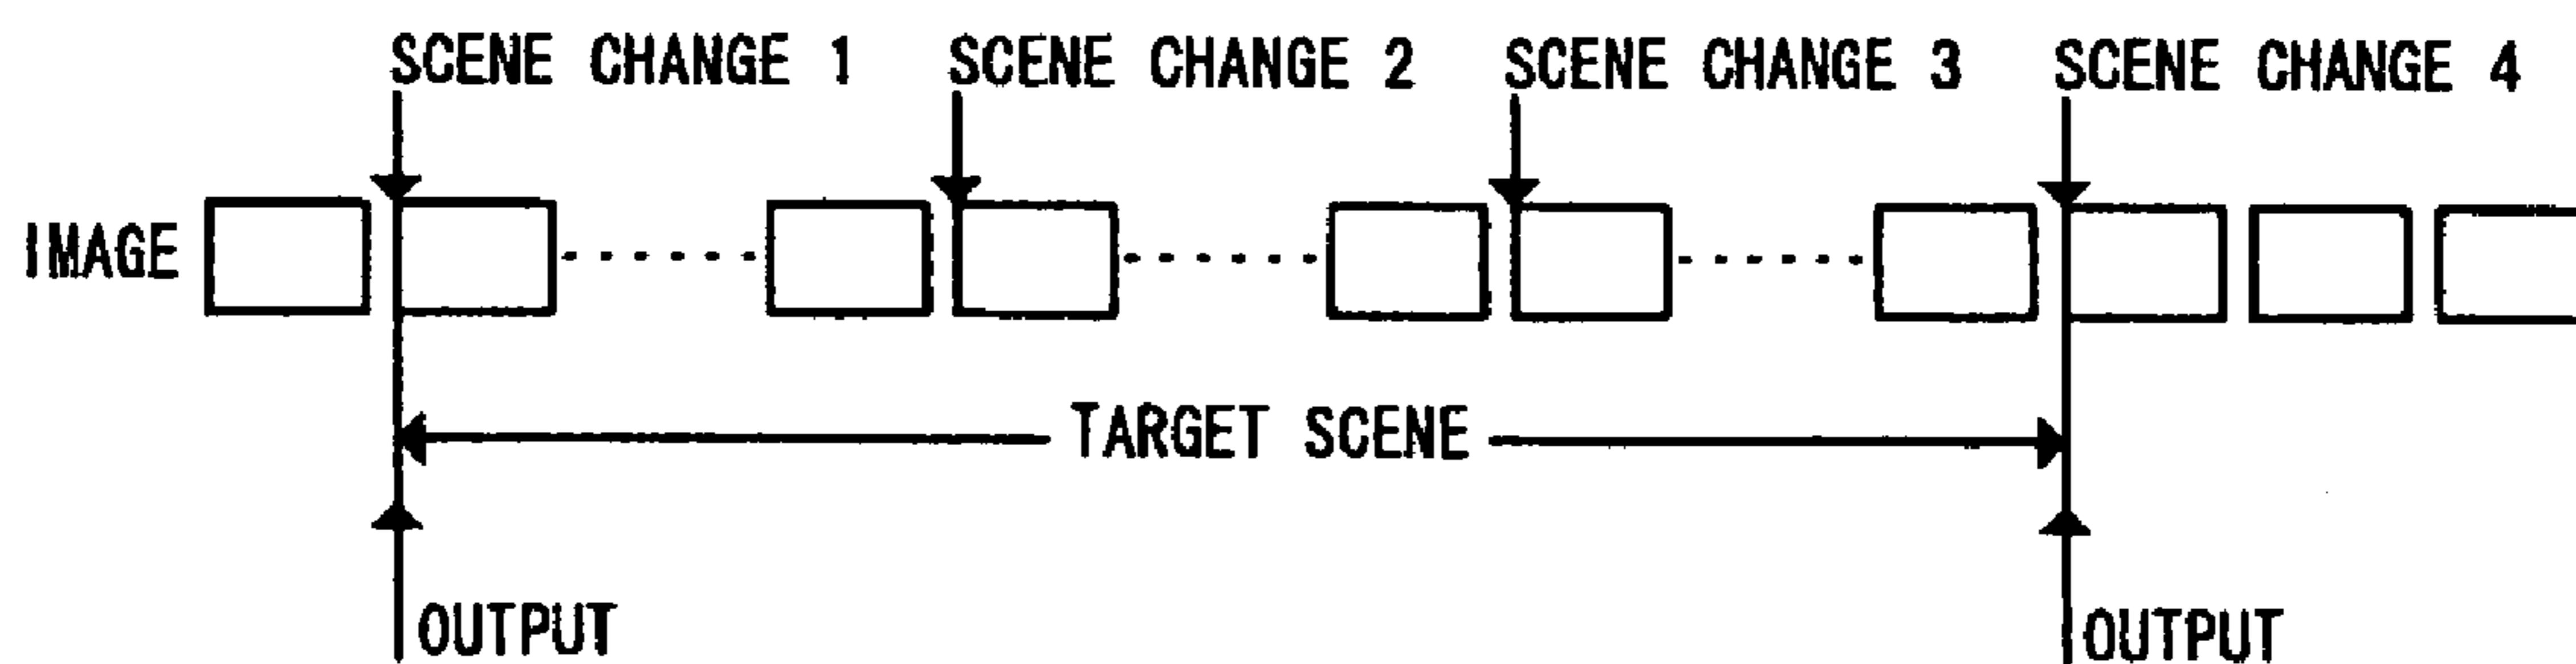 SCENE CHANGE 1 SCENE CHANGE 2 SCENE CHANGE 3 SCENE CHANGE 4
IMAGE
TARGET SCENE
OUTPUT OUTPUT